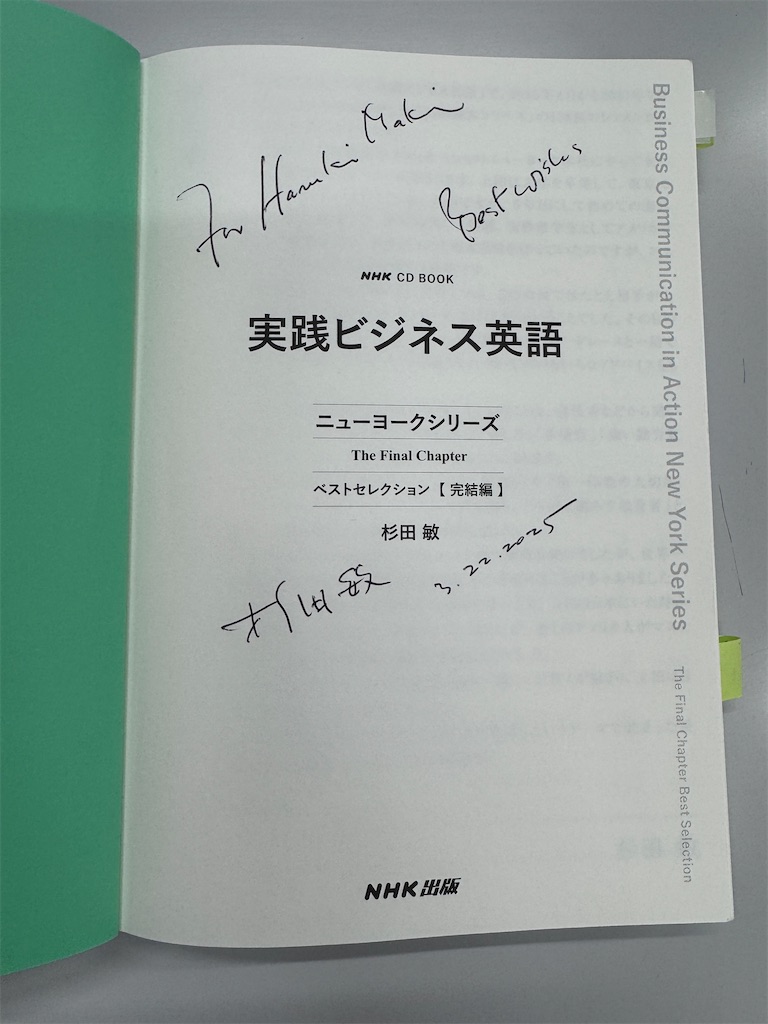 For Haruki Maki
Best wishes
NHK CD BOOK
実践ビジネス英語
ニューヨークシリーズ
The Final Chapter
ベストセレクション【完結編】
杉田 敏
杉田敏
3.22.2025
NHK出版
Business Communication in Action New York Series
The Final Chapter Best Selection